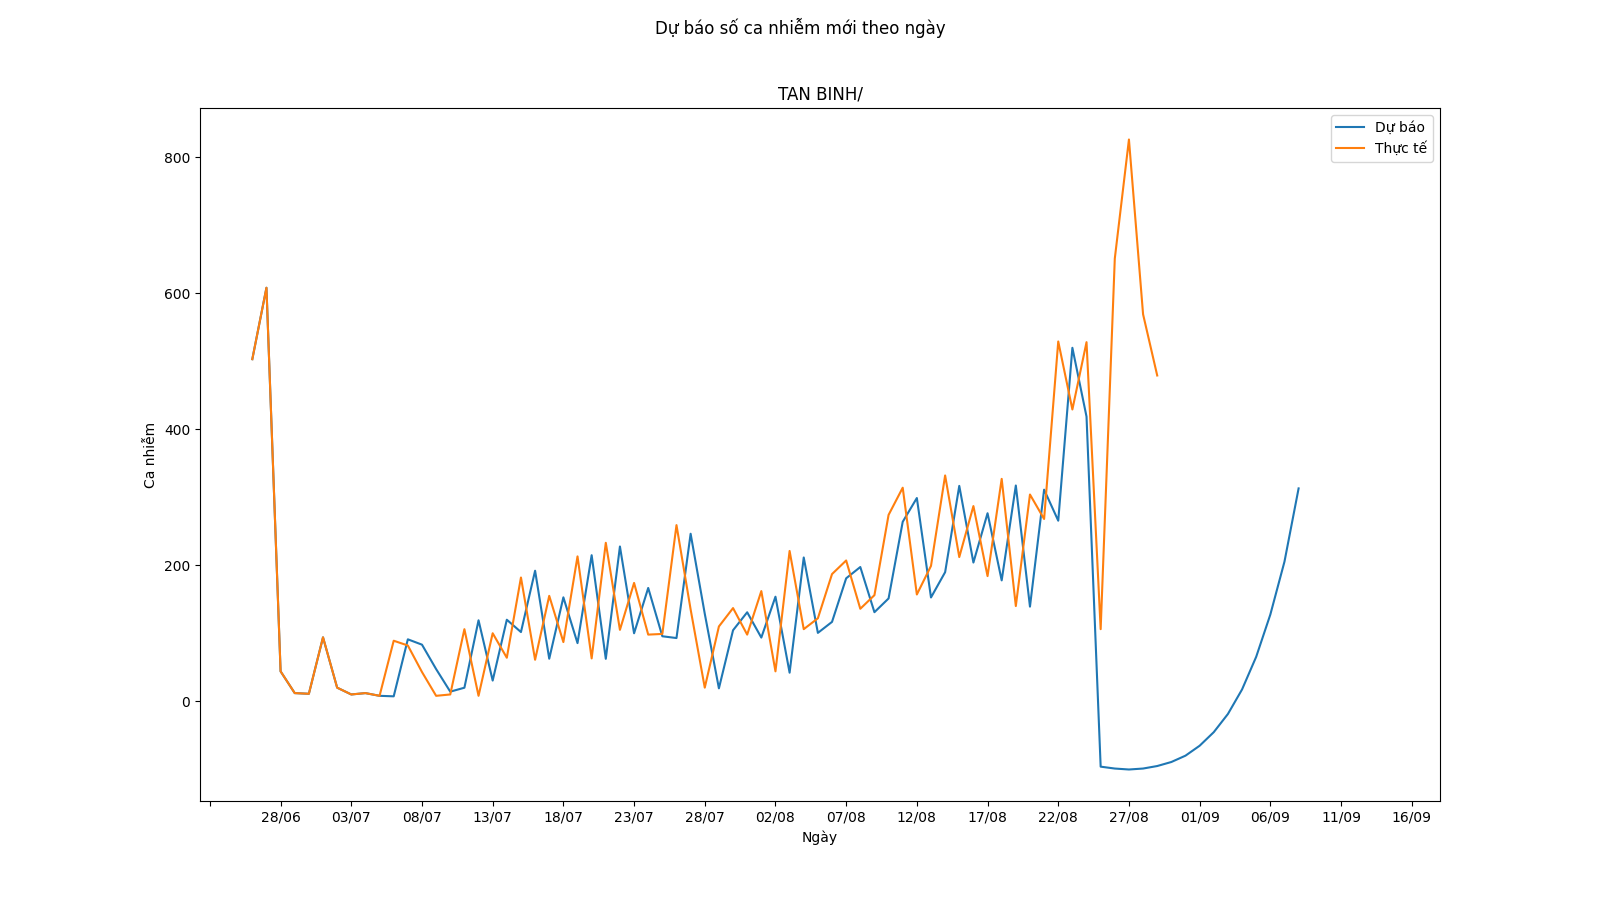 Dự báo số ca nhiễm mới theo ngày
TAN BINH/
Dự báo
Thực tế
800
600
400
200
0
Ca nhiễm
28/06 03/07 08/07 13/07 18/07 23/07 28/07 02/08 07/08 12/08 17/08 22/08 27/08 01/09 06/09 11/09 16/09
Ngày